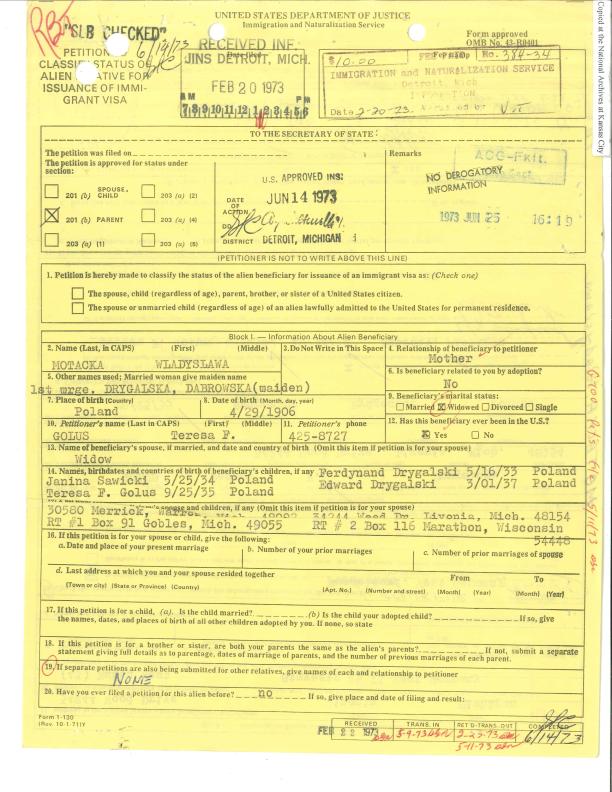 Copied at the National Archives at Kansas City
UNITED STATES DEPARTMENT OF JUSTICE
Immigration and Naturalization Service
RBF "SLB CHECKED"
6/14/73
PETITION
CLASSIFY STATUS OF
ALIEN RELATIVE FOR
ISSUANCE OF IMMI-
GRANT VISA
RECEIVED INF.
JINS DETROIT, MICH.
FEB 20 1973
AM PM
7 8 9 10 11 12 1 2 3 4 5 6
Form approved
OMB No. 43-R0401
$10.00 No. 384-34
IMMIGRATION and NATURALIZATION SERVICE
Detroit, Mich
Date 2-20-73
TO THE SECRETARY OF STATE:
The petition was filed on
The petition is approved for status under
section:
201 (b) SPOUSE, CHILD 203 (a) (2)
201 (b) PARENT 203 (a) (4)
203 (a) (1) 203 (a) (5)
U.S. APPROVED INS:
DATE OF ACTION JUN 14 1973
DD
DISTRICT DETROIT, MICHIGAN
Remarks
NO DEROGATORY
INFORMATION
1973 JUN 25 16:19
(PETITIONER IS NOT TO WRITE ABOVE THIS LINE)
1. Petition is hereby made to classify the status of the alien beneficiary for issuance of an immigrant visa as: (Check one)
The spouse, child (regardless of age), parent, brother, or sister of a United States citizen.
The spouse or unmarried child (regardless of age) of an alien lawfully admitted to the United States for permanent residence.
Block I. — Information About Alien Beneficiary
2. Name (Last, in CAPS) (First) (Middle)
MOTACKA WLADYSLAWA
3. Do Not Write in This Space
4. Relationship of beneficiary to petitioner
Mother
5. Other names used; Married woman give maiden name
1st mrge. DRYGALSKA, DABROWSKA(maiden)
6. Is beneficiary related to you by adoption?
No
7. Place of birth (Country)
Poland
8. Date of birth (Month, day, year)
4/29/1906
9. Beneficiary's marital status:
Married Widowed Divorced Single
10. Petitioner's name (Last in CAPS) (First) (Middle)
GOLUS Teresa F.
11. Petitioner's phone
425-8727
12. Has this beneficiary ever been in the U.S.?
Yes No
13. Name of beneficiary's spouse, if married, and date and country of birth (Omit this item if petition is for your spouse)
Widow
14. Names, birthdates and countries of birth of beneficiary's children, if any Ferdynand Drygalski 5/16/33 Poland
Janina Sawicki 5/25/34 Poland Edward Drygalski 3/01/37 Poland
Teresa F. Golus 9/25/35 Poland
spouse and children, if any (Omit this item if petition is for your spouse)
30580 Merrick, Warren, 34244 Wood Dr. Livonia, Mich. 48154
RT #1 Box 91 Gobles, Mich. 49055 RT # 2 Box 116 Marathon, Wisconsin
54448
16. If this petition is for your spouse or child, give the following:
a. Date and place of your present marriage
b. Number of your prior marriages
c. Number of prior marriages of spouse
d. Last address at which you and your spouse resided together
From To
(Town or city) (State or Province) (Country) (Apt. No.) (Number and street) (Month) (Year) (Month) (Year)
17. If this petition is for a child, (a). Is the child married? (b) Is the child your adopted child? If so, give
the names, dates, and places of birth of all other children adopted by you. If none, so state
18. If this petition is for a brother or sister, are both your parents the same as the alien's parents? If not, submit a separate
statement giving full details as to parentage, dates of marriage of parents, and the number of previous marriages of each parent.
19. If separate petitions are also being submitted for other relatives, give names of each and relationship to petitioner
NONE
20. Have you ever filed a petition for this alien before? no If so, give place and date of filing and result:
Form I-130
(Rev. 10-1-71)Y
RECEIVED TRANS. IN RET'D-TRANS. OUT COMPLETED
FEB 22 1973 5-9-73 2-23-73 6/14/73
5-11-73